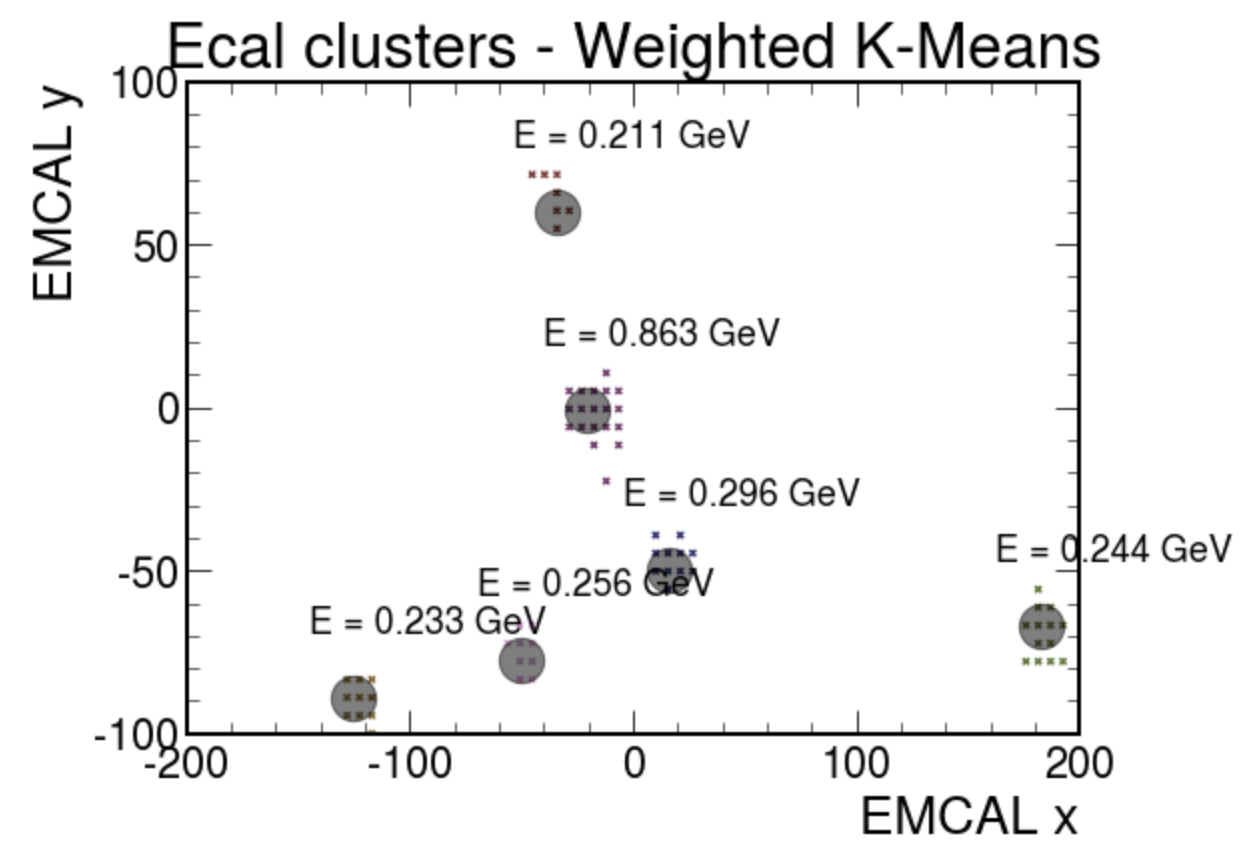 Ecal clusters - Weighted K-Means
EMCAL y
100
50
0
-50
-100
E = 0.211 GeV
E = 0.863 GeV
E = 0.296 GeV
E = 0.244 GeV
E = 0.256 GeV
E = 0.233 GeV
-200
-100
0
100
200
EMCAL x